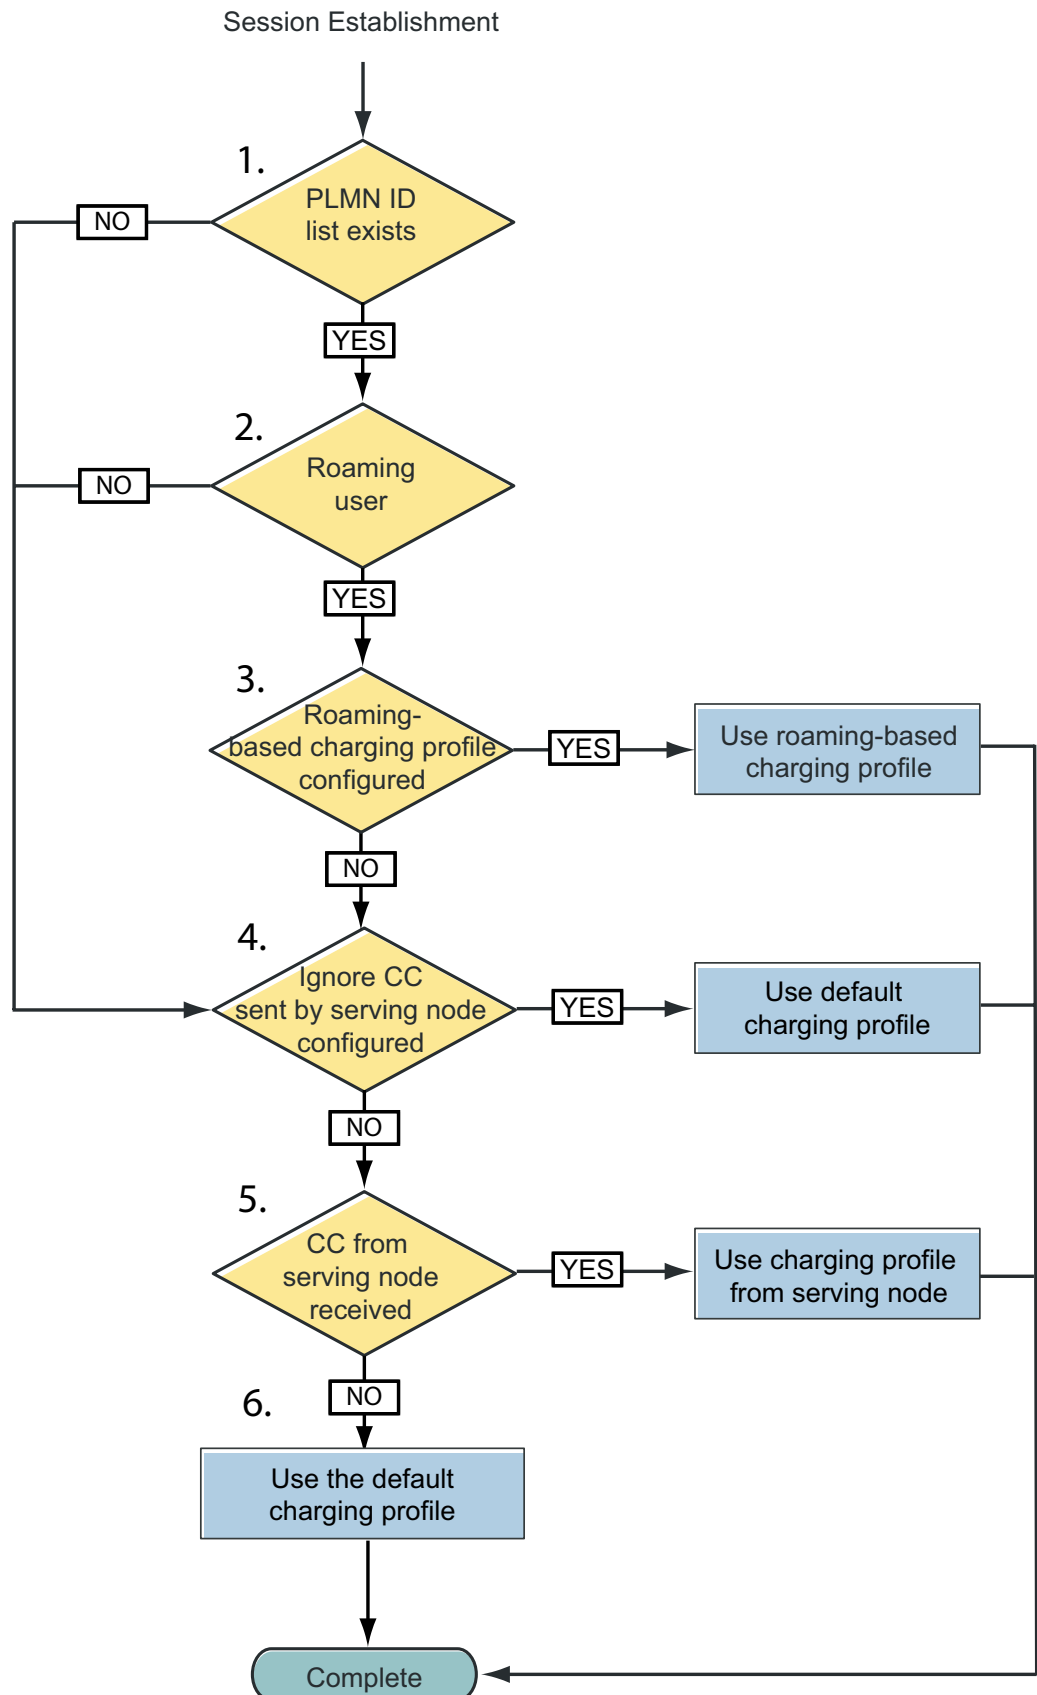 Session Establishment
1.
PLMN ID
list exists
NO
YES
2.
Roaming
user
NO
YES
3.
Roaming-
based charging profile
configured
YES
Use roaming-based
charging profile
NO
4.
Ignore CC
sent by serving node
configured
YES
Use default
charging profile
NO
5.
CC from
serving node
received
YES
Use charging profile
from serving node
NO
6.
Use the default
charging profile
Complete